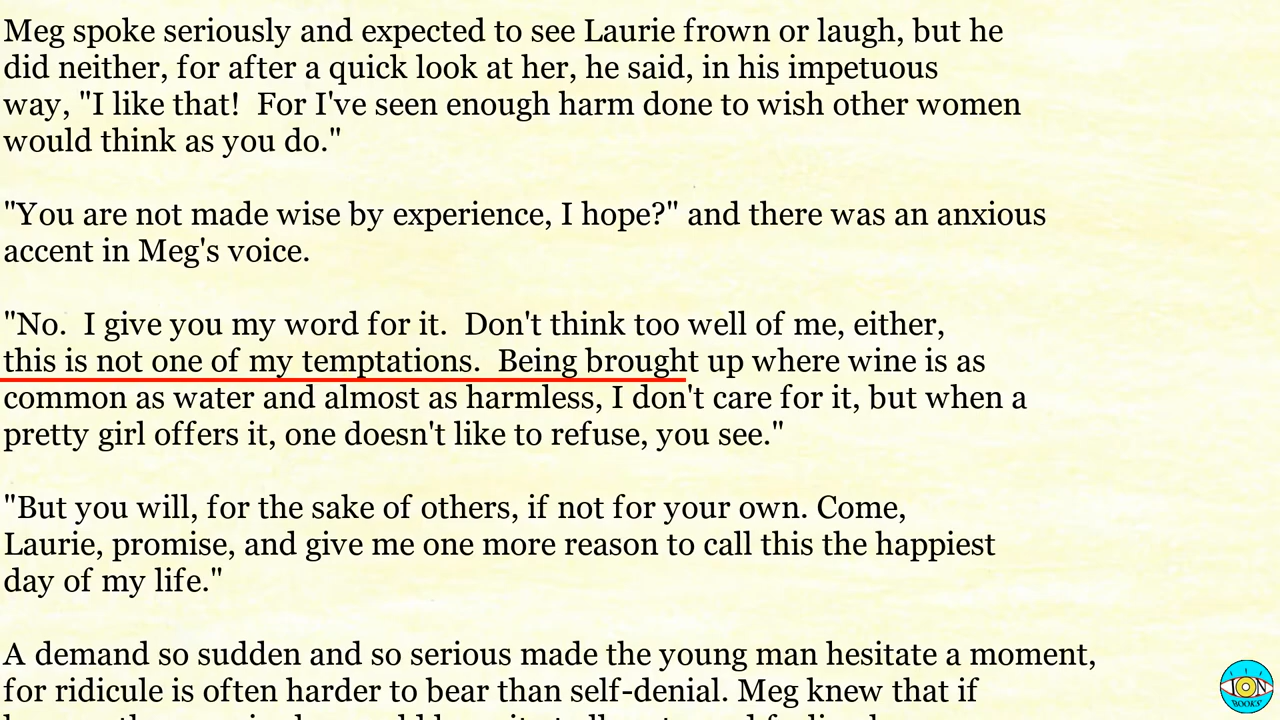 Meg spoke seriously and expected to see Laurie frown or laugh, but he
did neither, for after a quick look at her, he said, in his impetuous
way, "I like that!  For I've seen enough harm done to wish other women
would think as you do."
"You are not made wise by experience, I hope?" and there was an anxious
accent in Meg's voice.
"No.  I give you my word for it.  Don't think too well of me, either,
this is not one of my temptations.  Being brought up where wine is as
common as water and almost as harmless, I don't care for it, but when a
pretty girl offers it, one doesn't like to refuse, you see."
"But you will, for the sake of others, if not for your own. Come,
Laurie, promise, and give me one more reason to call this the happiest
day of my life."
A demand so sudden and so serious made the young man hesitate a moment,
for ridicule is often harder to bear than self-denial. Meg knew that if
ION
BOOKS